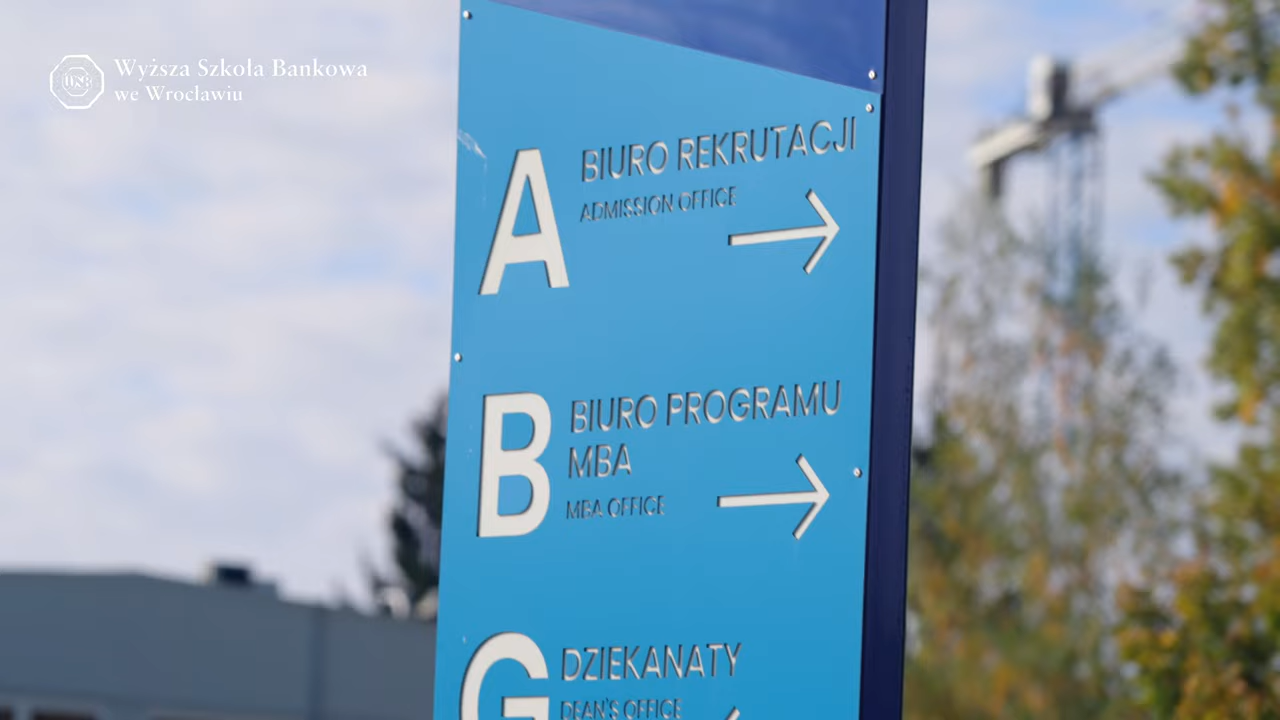 Wyższa Szkoła Bankowa
we Wrocławiu
A
BIURO REKRUTACJI
ADMISSION OFFICE
B
BIURO PROGRAMU
MBA
MBA OFFICE
G
DZIEKANATY
DEAN'S OFFICE